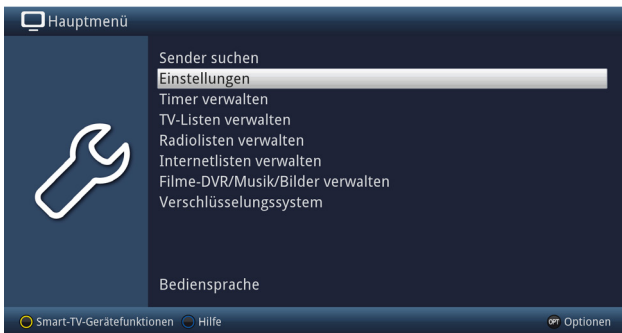 Hauptmenü
Sender suchen
Einstellungen
Timer verwalten
TV-Listen verwalten
Radiolisten verwalten
Internetlisten verwalten
Filme-DVR/Musik/Bilder verwalten
Verschlüsselungssystem
Bediensprache
Smart-TV-Gerätefunktionen Hilfe OPT Optionen